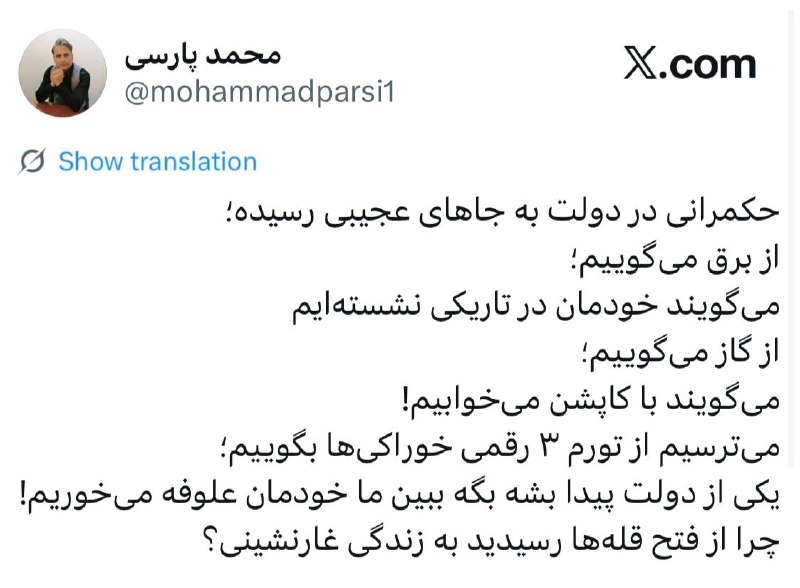 محمد پارسی
@mohammadparsi1
X.com
Show translation
حکمرانی در دولت به جاهای عجیبی رسیده؛
از برق می‌گوییم؛
می‌گویند خودمان در تاریکی نشسته‌ایم
از گاز می‌گوییم؛
می‌گویند با کاپشن می‌خوابیم!
می‌ترسیم از تورم ۳ رقمی خوراکی‌ها بگوییم؛
یکی از دولت پیدا بشه بگه ببین ما خودمان علوفه می‌خوریم!
چرا از فتح قله‌ها رسیدید به زندگی غارنشینی؟